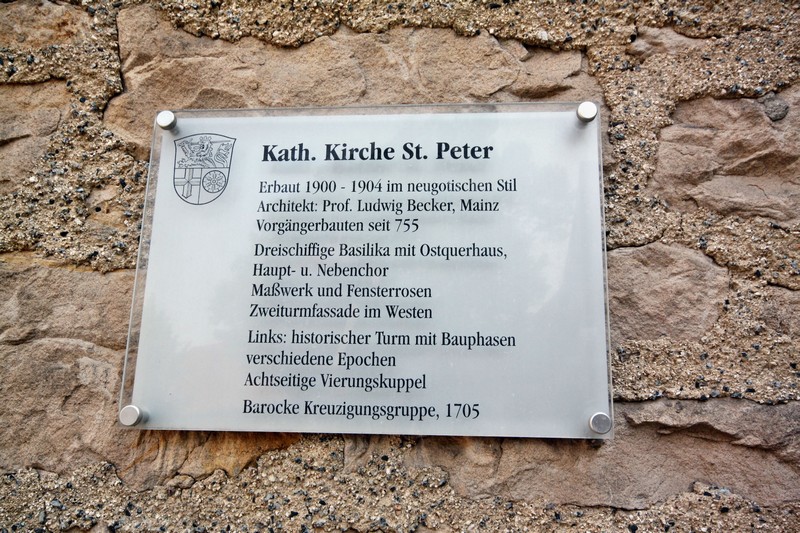 Kath. Kirche St. Peter
Erbaut 1900 - 1904 im neugotischen Stil
Architekt: Prof. Ludwig Becker, Mainz
Vorgängerbauten seit 755
Dreischiffige Basilika mit Ostquerhaus,
Haupt- u. Nebenchor
Maßwerk und Fensterrosen
Zweiturmfassade im Westen
Links: historischer Turm mit Bauphasen
verschiedene Epochen
Achtseitige Vierungskuppel
Barocke Kreuzigungsgruppe, 1705